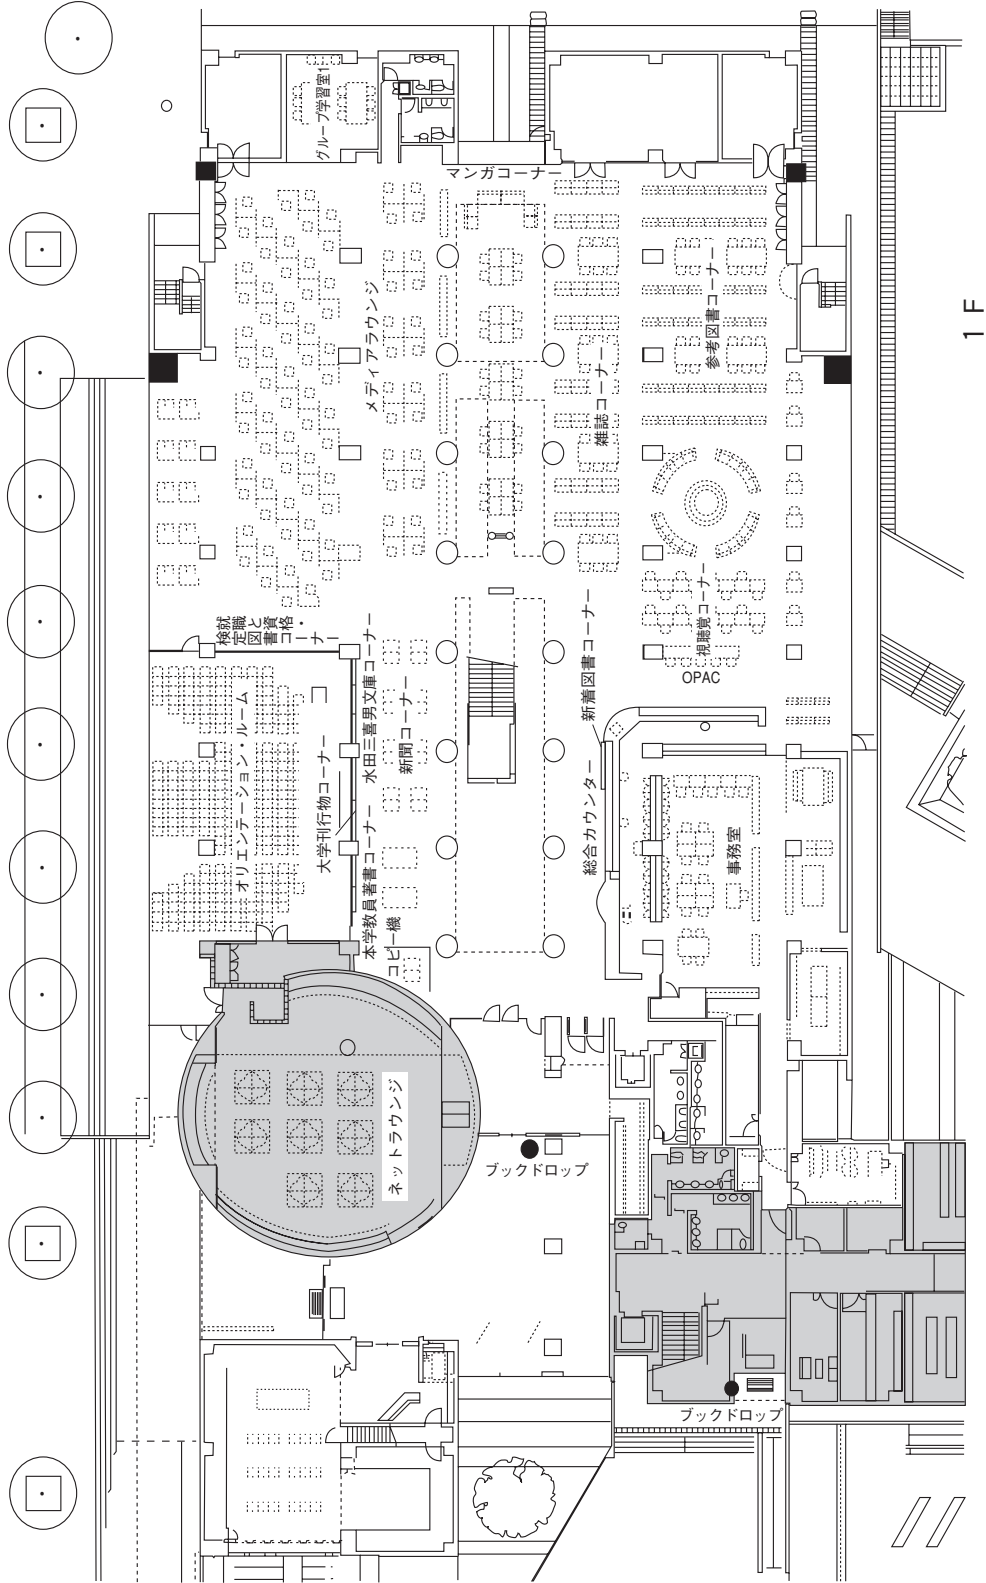 グループ学習室1
マンガコーナー
メディアラウンジ
参考図書コーナー
雑誌コーナー
1F
検定図書コーナー
就職と資格・
視聴覚コーナー
OPAC
オリエンテーション・ルーム
大学刊行物コーナー
水田三喜男文庫コーナー
新聞コーナー
新着図書コーナー
総合カウンター
事務室
本学教員著書コーナー
コピー機
ネットラウンジ
ブックドロップ
ブックドロップ